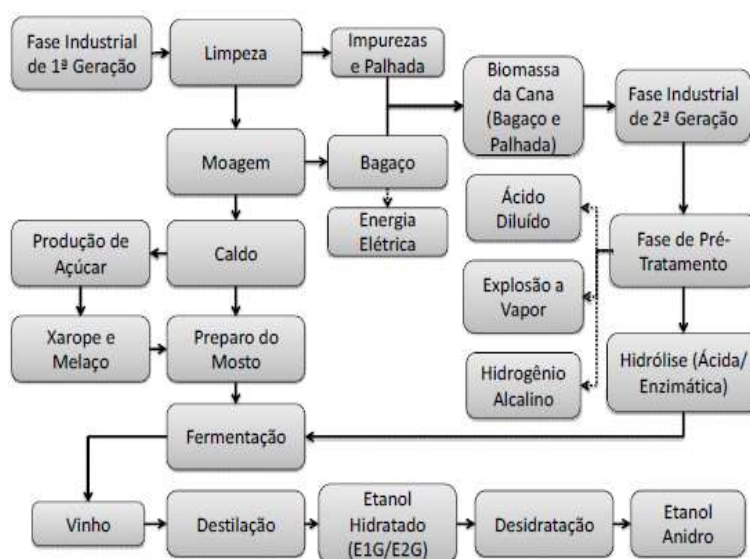 Fase Industrial
de 1ª Geração
Limpeza
Impurezas
e Palhada
Biomassa
da Cana
(Bagaço e
Palhada)
Fase Industrial
de 2ª Geração
Moagem
Bagaço
Energia
Elétrica
Ácido
Diluído
Fase de Pré-
Tratamento
Produção de
Açúcar
Caldo
Explosão a
Vapor
Xarope e
Melaço
Preparo do
Mosto
Hidrogênio
Alcalino
Hidrólise (Ácida/
Enzimática)
Fermentação
Vinho
Destilação
Etanol
Hidratado
(E1G/E2G)
Desidratação
Etanol
Anidro